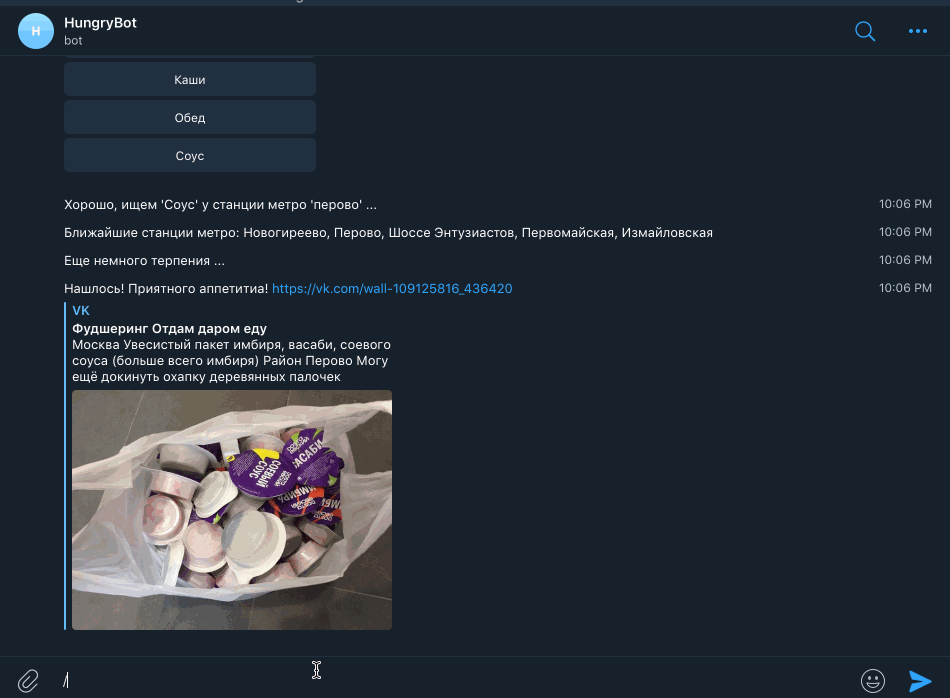 H
HungryBot
bot
Каши
Обед
Соус
Хорошо, ищем 'Соус' у станции метро 'перово' ...
10:06 PM
Ближайшие станции метро: Новогиреево, Перово, Шоссе Энтузиастов, Первомайская, Измайловская
10:06 PM
Еще немного терпения ...
10:06 PM
Нашлось! Приятного аппетитиа! https://vk.com/wall-109125816_436420
10:06 PM
VK
Фудшеринг Отдам даром еду
Москва Увесистый пакет имбиря, васаби, соевого
соуса (больше всего имбиря) Район Перово Могу
ещё докинуть охапку деревянных палочек
СОЕВЫЙ
СОУС
ВАСАБИ
ИМБИРЬ
/